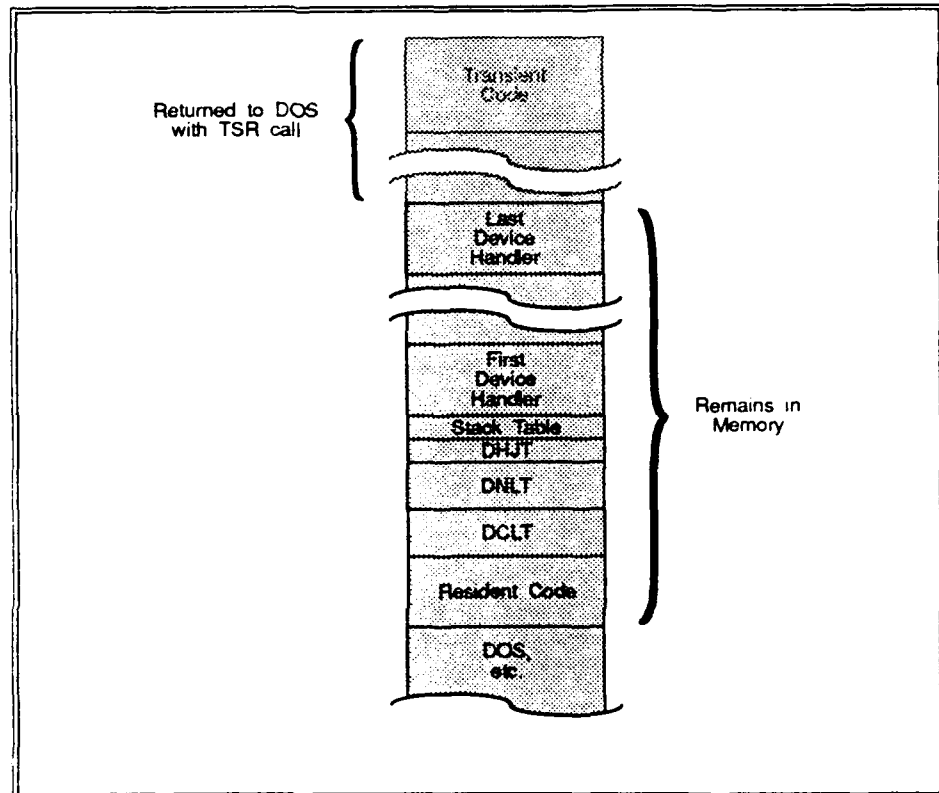 Transient
Code
Returned to DOS
with TSR call
Last
Device
Handler
First
Device
Handler
Remains in
Memory
Stack Table
DHJT
DNLT
DCLT
Resident Code
DOS,
etc.